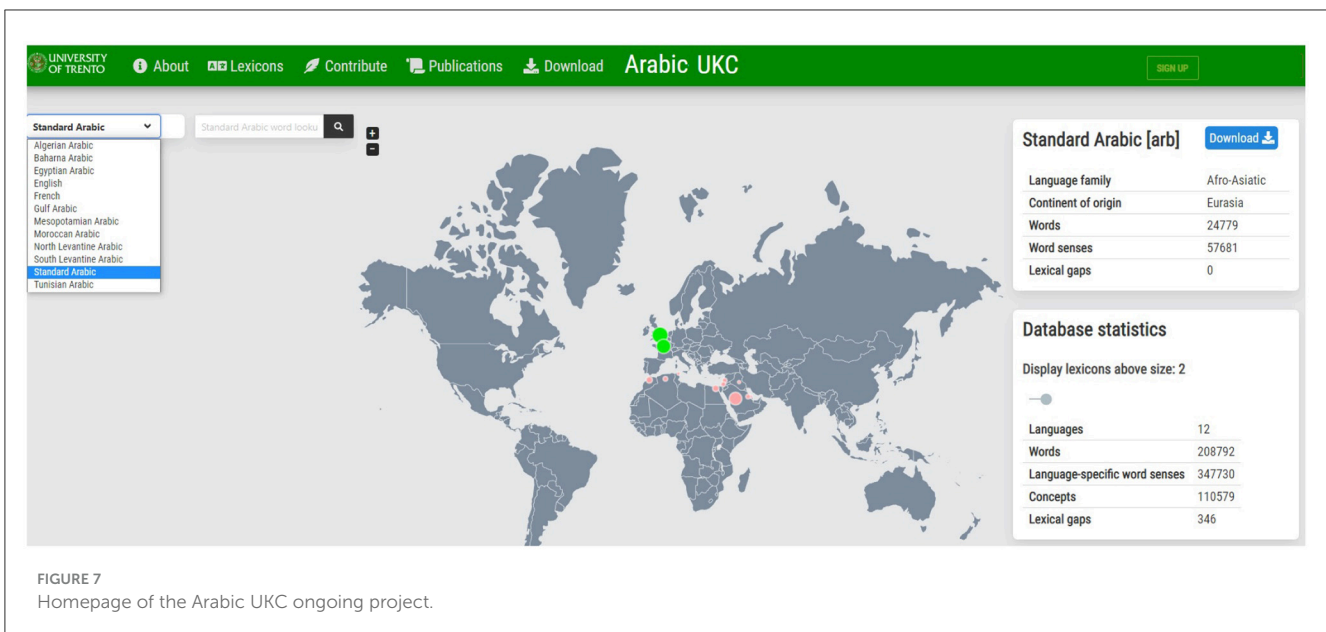 UNIVERSITY
OF TRENTO
About
Lexicons
Contribute
Publications
Download
Arabic UKC
SIGN UP
Standard Arabic
Standard Arabic word looku
+
-
Algerian Arabic
Baharna Arabic
Egyptian Arabic
English
French
Gulf Arabic
Mesopotamian Arabic
Moroccan Arabic
North Levantine Arabic
South Levantine Arabic
Standard Arabic
Tunisian Arabic
Standard Arabic [arb]
Download
Language family Afro-Asiatic
Continent of origin Eurasia
Words 24779
Word senses 57681
Lexical gaps 0
Database statistics
Display lexicons above size: 2
Languages 12
Words 208792
Language-specific word senses 347730
Concepts 110579
Lexical gaps 346
FIGURE 7
Homepage of the Arabic UKC ongoing project.